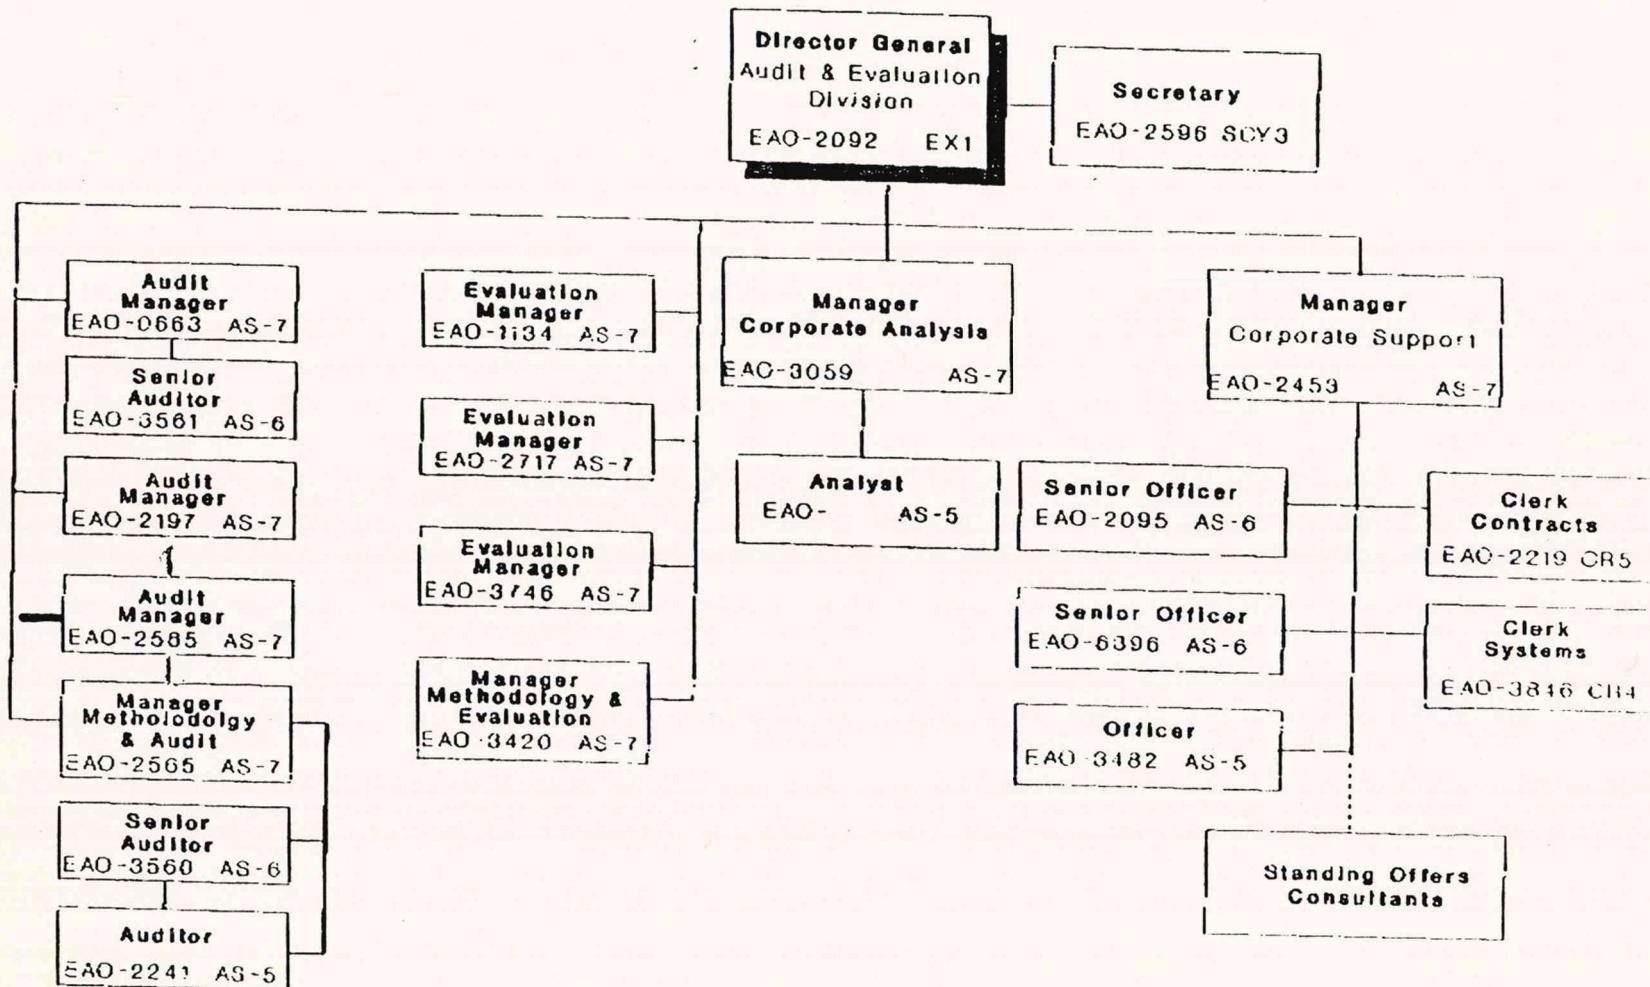 Director General
Audit & Evaluation
Division
EAO-2092 EX1
Secretary
EAO-2596 SCY3
Audit
Manager
EAO-0663 AS-7
Senior
Auditor
EAO-3561 AS-6
Audit
Manager
EAO-2197 AS-7
Audit
Manager
EAO-2585 AS-7
Manager
Metholodolgy
& Audit
EAO-2565 AS-7
Senior
Auditor
EAO-3560 AS-6
Auditor
EAO-2241 AS-5
Evaluation
Manager
EAO-1134 AS-7
Evaluation
Manager
EAO-2717 AS-7
Evaluation
Manager
EAO-3746 AS-7
Manager
Methodology &
Evaluation
EAO-3420 AS-7
Manager
Corporate Analysis
EAO-3059 AS-7
Analyst
EAO- AS-5
Manager
Corporate Support
EAO-2453 AS-7
Senior Officer
EAO-2095 AS-6
Senior Officer
EAO-6396 AS-6
Officer
EAO-3482 AS-5
Clerk
Contracts
EAO-2219 CR5
Clerk
Systems
EAO-3846 CR4
Standing Offers
Consultants